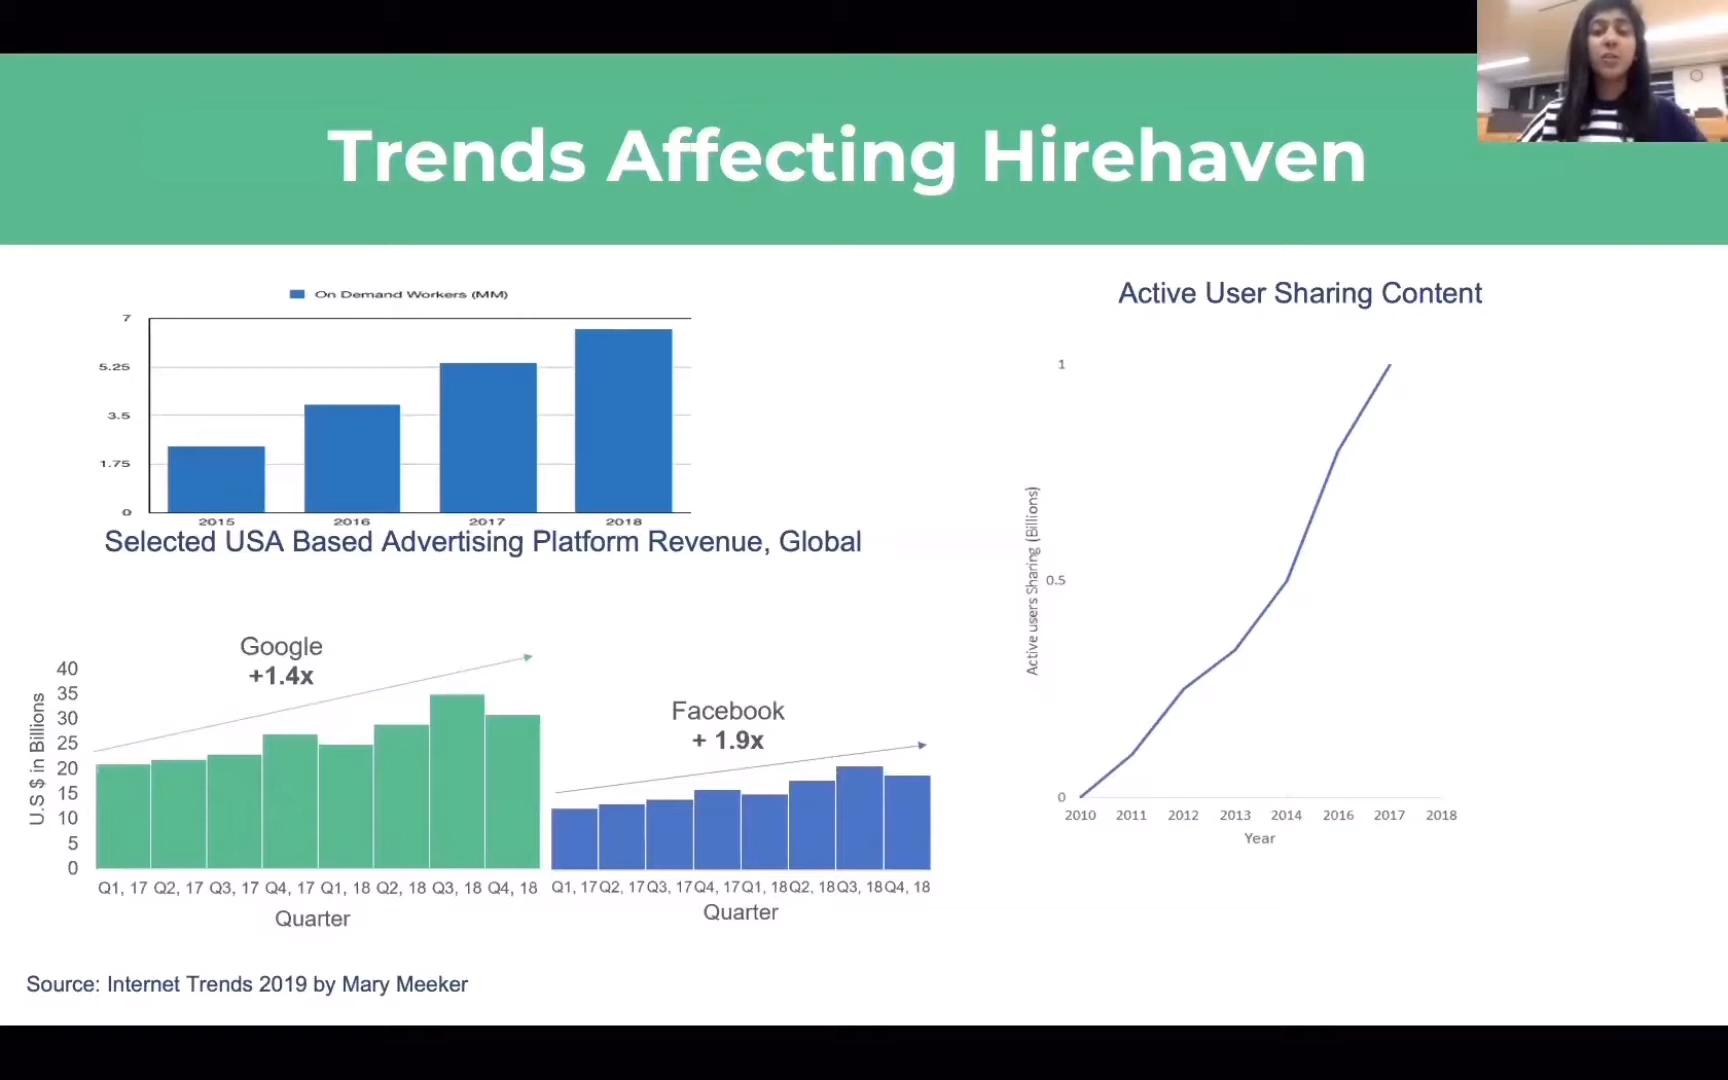 Trends Affecting Hirehaven
On Demand Workers (MM)
7
5.25
3.5
1.75
0
2015 2016 2017 2018
Selected USA Based Advertising Platform Revenue, Global
Google
+1.4x
U.S $ in Billions
40
35
30
25
20
15
10
5
0
Q1, 17 Q2, 17 Q3, 17 Q4, 17 Q1, 18 Q2, 18 Q3, 18 Q4, 18
Quarter
Facebook
+ 1.9x
Q1, 17 Q2, 17 Q3, 17 Q4, 17 Q1, 18 Q2, 18 Q3, 18 Q4, 18
Quarter
Active User Sharing Content
Active users Sharing (Billions)
1
0.5
0
2010 2011 2012 2013 2014 2016 2017 2018
Year
Source: Internet Trends 2019 by Mary Meeker